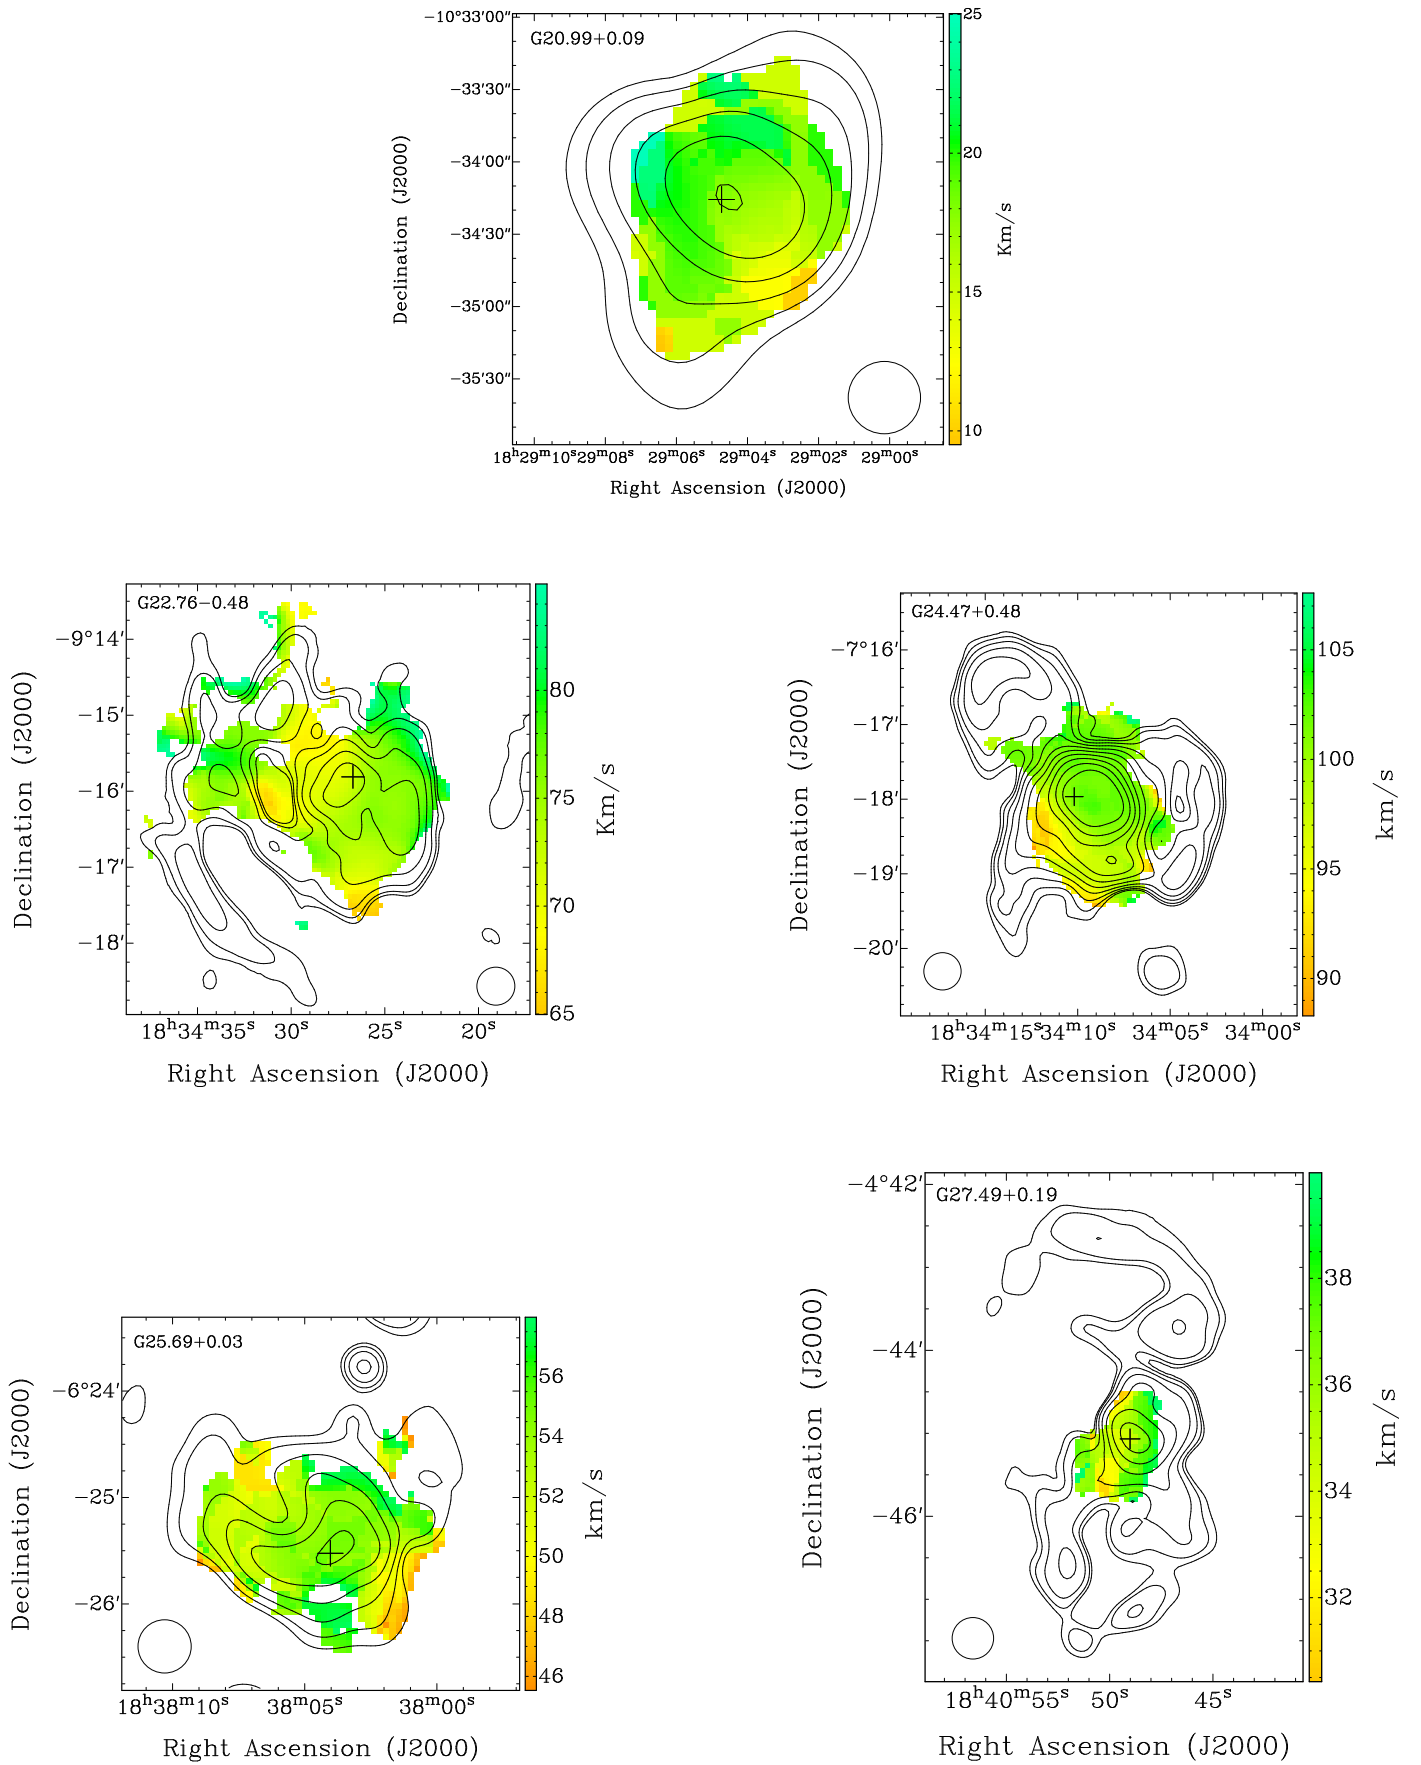 G20.99+0.09
−10°33′00″
−33′30″
−34′00″
−34′30″
−35′00″
−35′30″
Declination (J2000)
18ʰ29ᵐ10ˢ29ᵐ08ˢ 29ᵐ06ˢ 29ᵐ04ˢ 29ᵐ02ˢ 29ᵐ00ˢ
Right Ascension (J2000)
25
20
15
10
Km/s
G22.76−0.48
−9°14′
−15′
−16′
−17′
−18′
Declination (J2000)
18ʰ34ᵐ35ˢ 30ˢ 25ˢ 20ˢ
Right Ascension (J2000)
80
75
70
65
Km/s
G24.47+0.48
−7°16′
−17′
−18′
−19′
−20′
Declination (J2000)
18ʰ34ᵐ15ˢ34ᵐ10ˢ 34ᵐ05ˢ 34ᵐ00ˢ
Right Ascension (J2000)
105
100
95
90
km/s
G25.69+0.03
−6°24′
−25′
−26′
Declination (J2000)
18ʰ38ᵐ10ˢ 38ᵐ05ˢ 38ᵐ00ˢ
Right Ascension (J2000)
56
54
52
50
48
46
km/s
G27.49+0.19
−4°42′
−44′
−46′
Declination (J2000)
18ʰ40ᵐ55ˢ 50ˢ 45ˢ
Right Ascension (J2000)
38
36
34
32
km/s